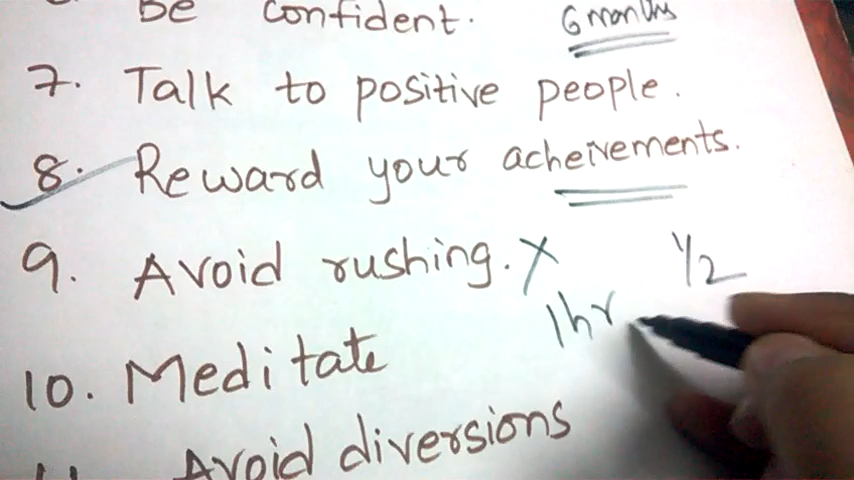 Be confident. 6 months
7. Talk to positive people.
8. Reward your acheivements.
9. Avoid rushing. X 1/2
1hr
10. Meditate
11. Avoid diversions